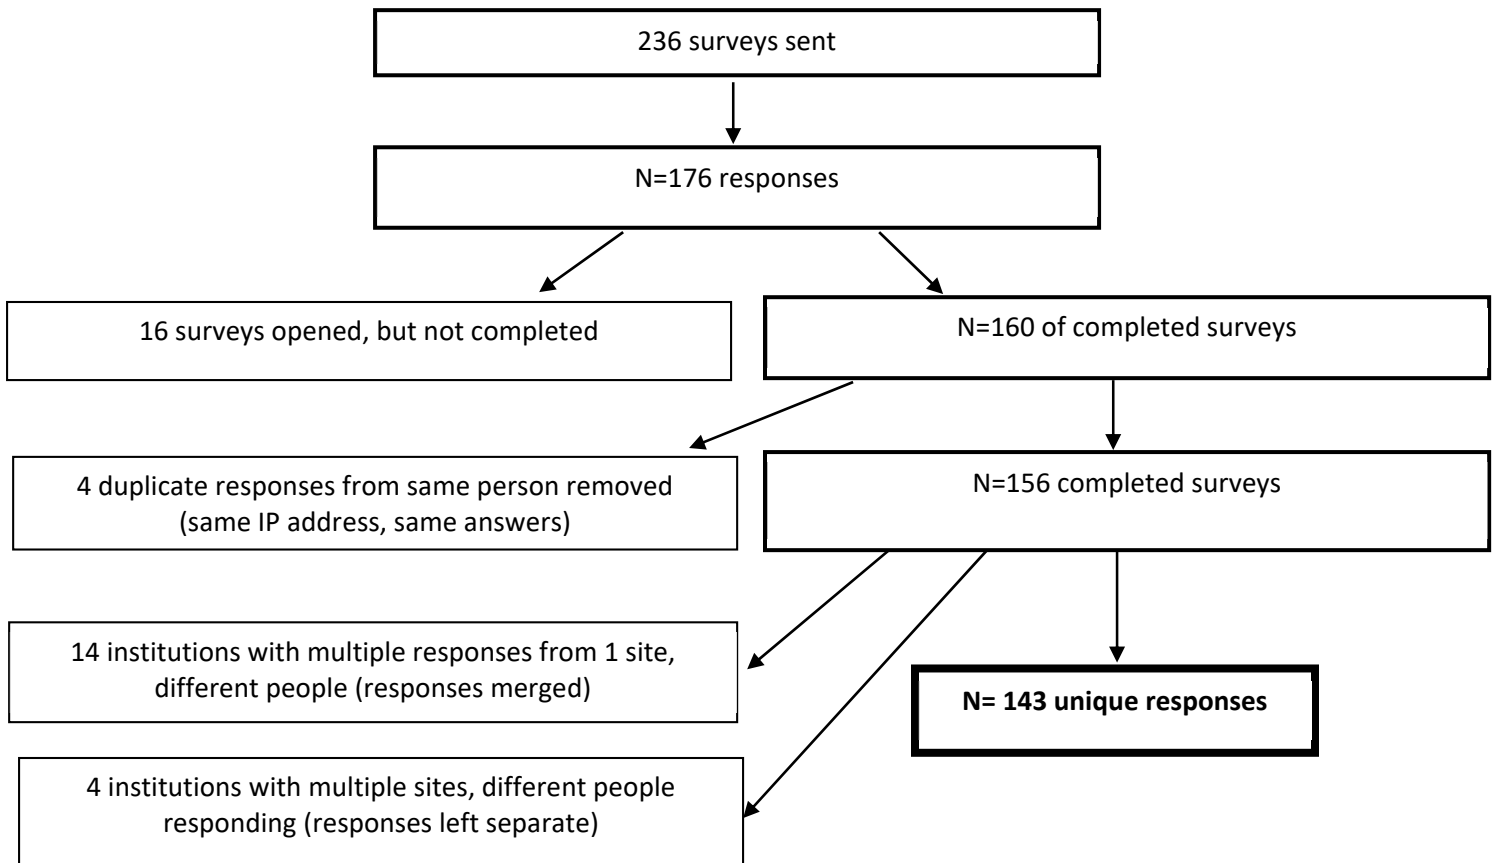 236 surveys sent
N=176 responses
16 surveys opened, but not completed
N=160 of completed surveys
4 duplicate responses from same person removed
(same IP address, same answers)
N=156 completed surveys
14 institutions with multiple responses from 1 site,
different people (responses merged)
N= 143 unique responses
4 institutions with multiple sites, different people
responding (responses left separate)